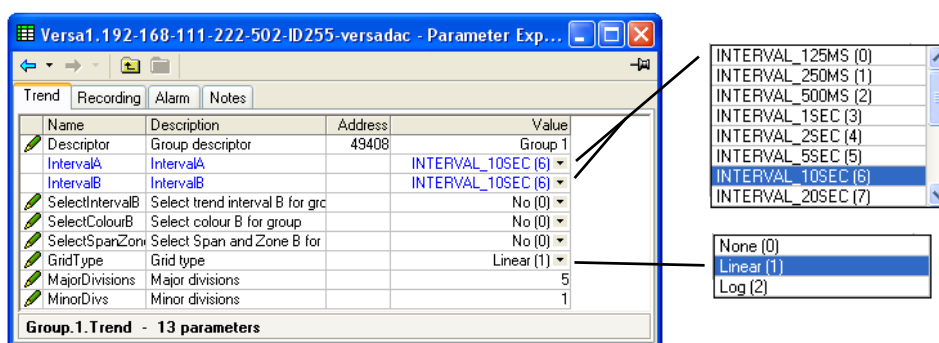 Versa1.192-168-111-222-502-ID255-versadac - Parameter Exp...
Trend Recording Alarm Notes
Name Description Address Value
Descriptor Group descriptor 49408 Group 1
IntervalA IntervalA INTERVAL_10SEC (6)
IntervalB IntervalB INTERVAL_10SEC (6)
SelectIntervalB Select trend interval B for grc
No (0)
SelectColourB Select colour B for group No (0)
SelectSpanZon Select Span and Zone B for No (0)
GridType Grid type Linear (1)
MajorDivisions Major divisions 5
MinorDivs Minor divisions 1
Group.1.Trend - 13 parameters
INTERVAL_125MS (0)
INTERVAL_250MS (1)
INTERVAL_500MS (2)
INTERVAL_1SEC (3)
INTERVAL_2SEC (4)
INTERVAL_5SEC (5)
INTERVAL_10SEC (6)
INTERVAL_20SEC (7)
None (0)
Linear (1)
Log (2)